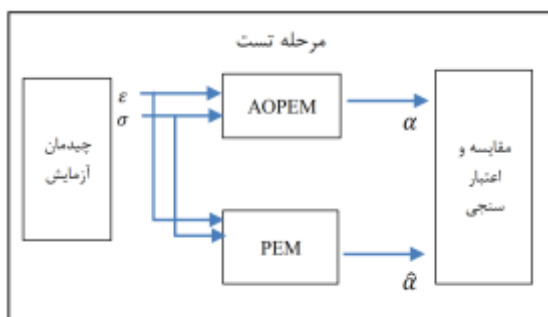 مرحله تست
چیدمان
آزمایش
ε
σ
AOPEM
PEM
α
α̂
مقایسه و
اعتبار
سنجی